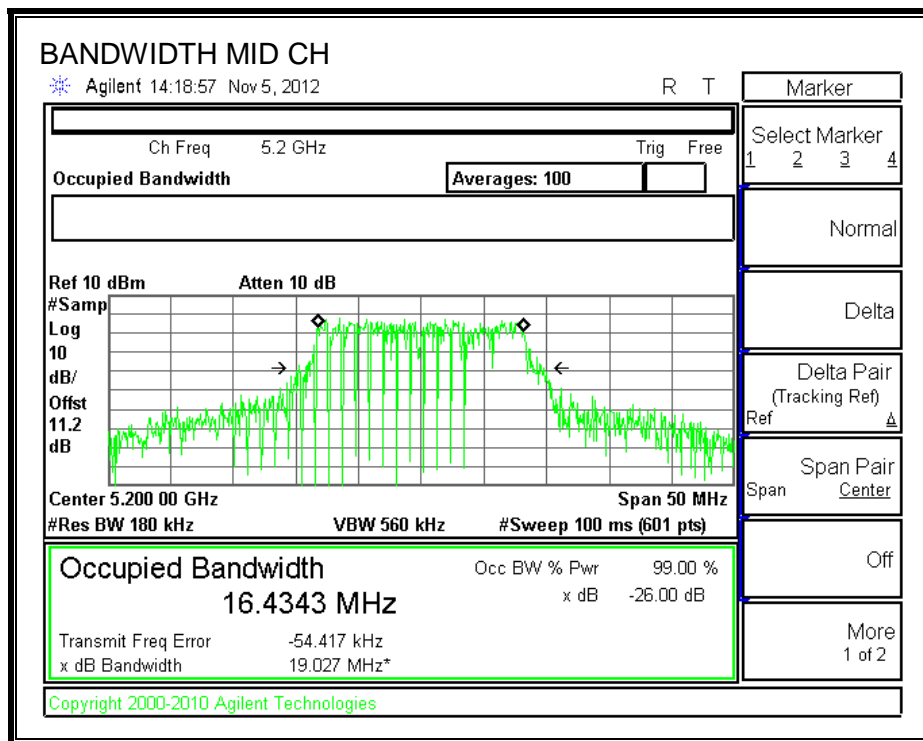 BANDWIDTH MID CH
Agilent 14:18:57 Nov 5, 2012 R T
Marker
Select Marker
1 2 3 4
Normal
Delta
Delta Pair
(Tracking Ref)
Ref Δ
Span Pair
Span Center
Off
More
1 of 2
Ch Freq 5.2 GHz Trig Free
Occupied Bandwidth Averages: 100
Ref 10 dBm Atten 10 dB
#Samp
Log
10
dB/
Offst
11.2
dB
Center 5.200 00 GHz Span 50 MHz
#Res BW 180 kHz VBW 560 kHz #Sweep 100 ms (601 pts)
Occupied Bandwidth Occ BW % Pwr 99.00 %
16.4343 MHz x dB -26.00 dB
Transmit Freq Error -54.417 kHz
x dB Bandwidth 19.027 MHz*
Copyright 2000-2010 Agilent Technologies